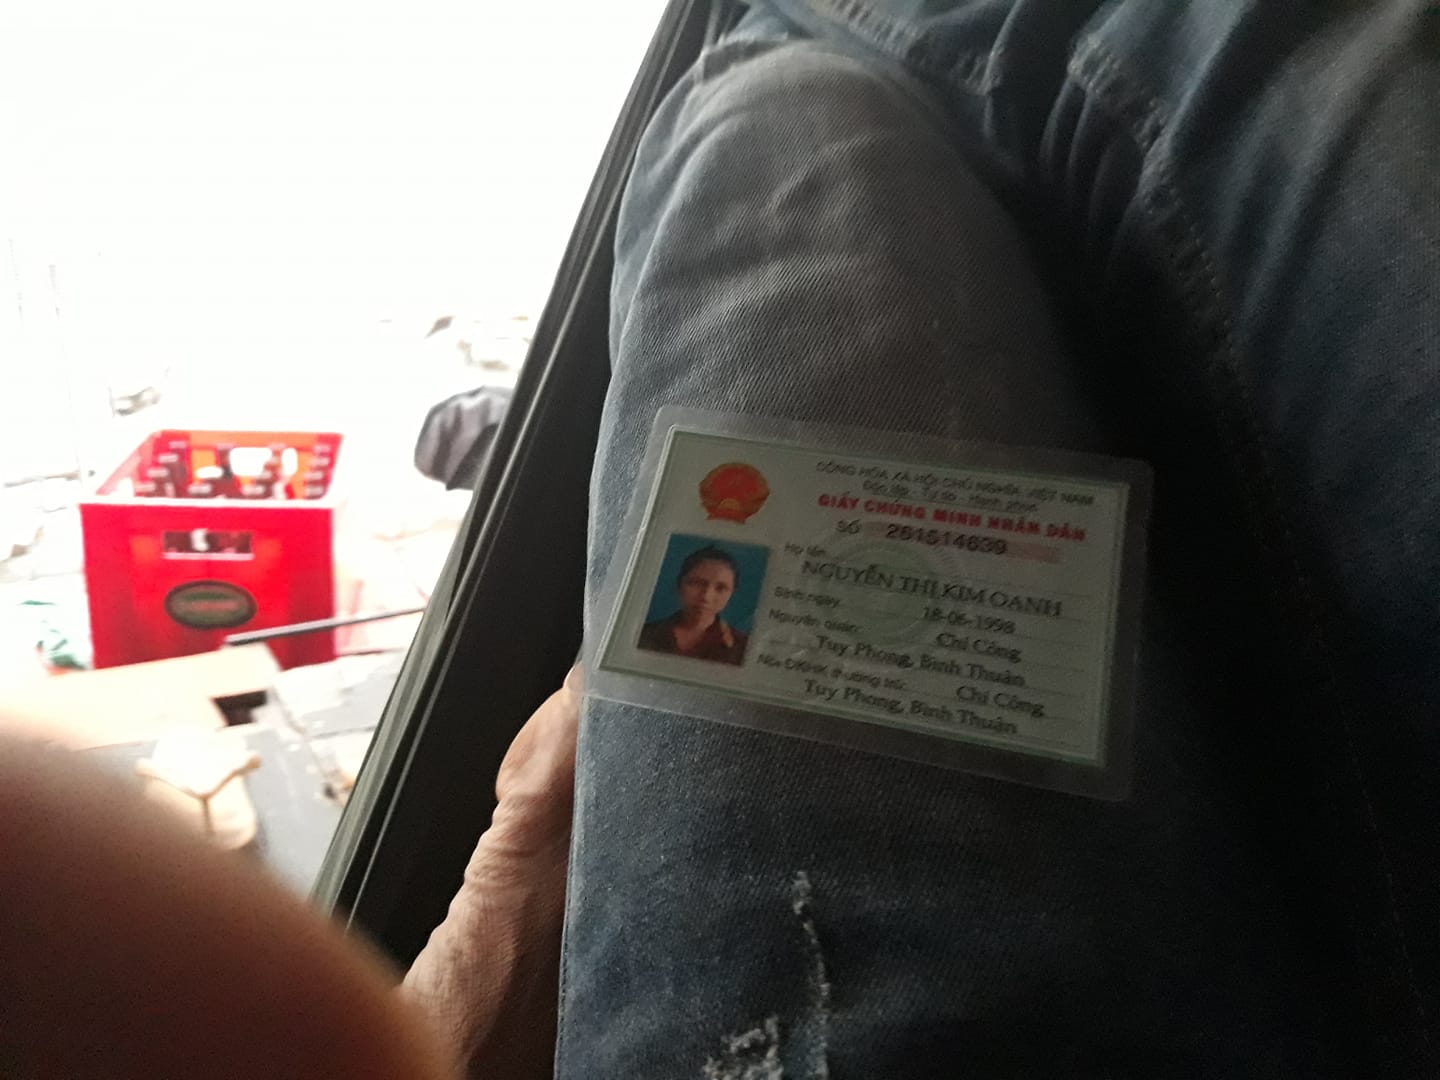 CỘNG HÒA XÃ HỘI CHỦ NGHĨA VIỆT NAM
Độc lập - Tự do - Hạnh phúc
GIẤY CHỨNG MINH NHÂN DÂN
SỐ 261514639
Họ tên
NGUYỄN THỊ KIM OANH
Sinh ngày 18-06-1998
Nguyên quán: Chí Công
Tuy Phong, Bình Thuận
Nơi ĐKHK thường trú: Chí Công
Tuy Phong, Bình Thuận